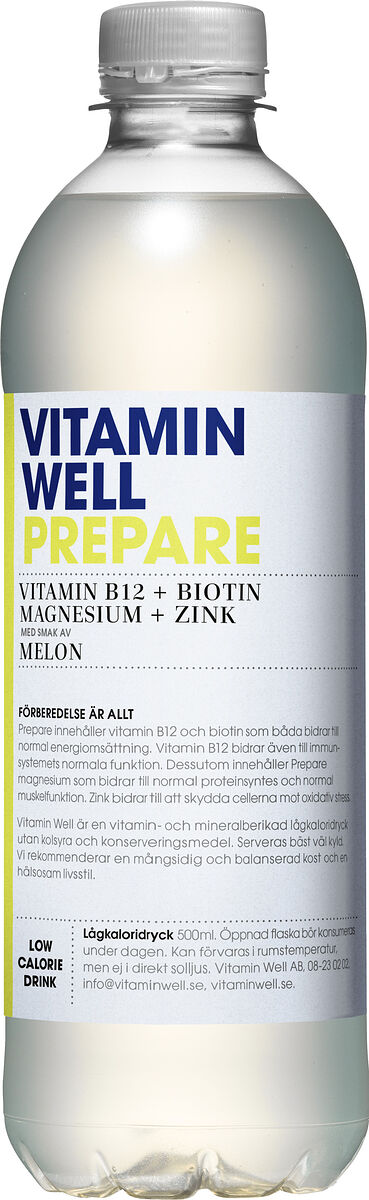 VITAMIN
WELL
PREPARE
VITAMIN B12 + BIOTIN
MAGNESIUM + ZINK
MED SMAK AV
MELON
FÖRBEREDELSE ÄR ALLT
Prepare innehåller vitamin B12 och biotin som båda bidrar till
normal energiomsättning. Vitamin B12 bidrar även till immun-
systemets normala funktion. Dessutom innehåller Prepare
magnesium som bidrar till normal proteinsyntes och normal
muskelfunktion. Zink bidrar till att skydda cellerna mot oxidativ stress.
Vitamin Well är en vitamin- och mineralberikad lågkaloridryck
utan kolsyra och konserveringsmedel. Serveras bäst väl kyld.
Vi rekommenderar en mångsidig och balanserad kost och en
hälsosam livsstil.
LOW
CALORIE
DRINK
Lågkaloridryck 500ml. Öppnad flaska bör konsumeras
under dagen. Kan förvaras i rumstemperatur,
men ej i direkt solljus. Vitamin Well AB, 08-23 02 02,
info@vitaminwell.se, vitaminwell.se.